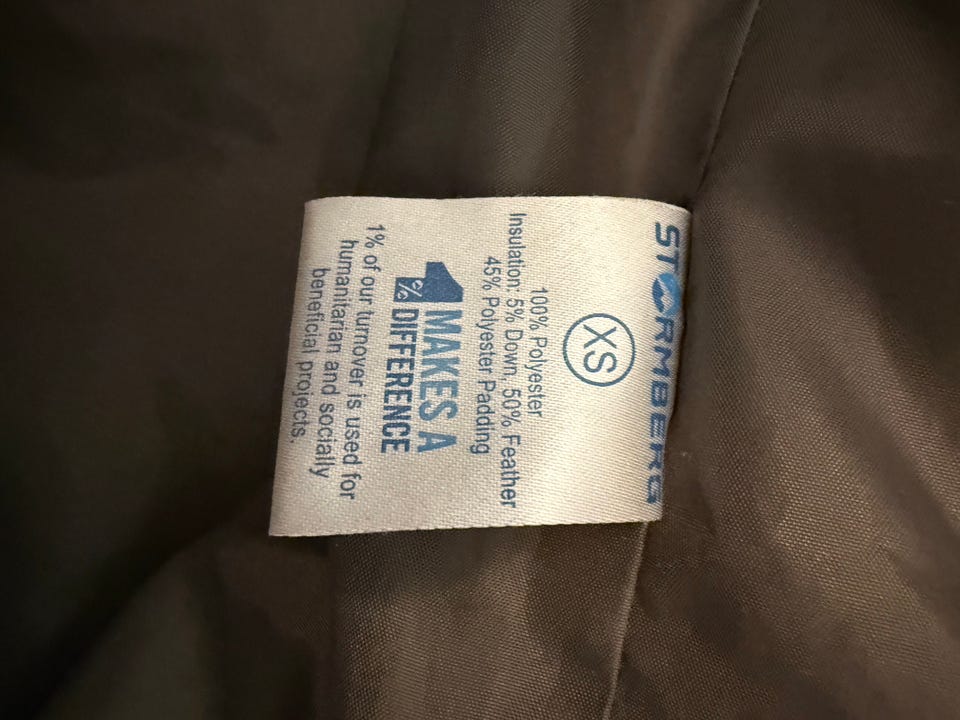 STORMBERG
XS
100% Polyester
Insulation: 5% Down, 50% Feather
45% Polyester Padding
1%
MAKES A
DIFFERENCE
1% of our turnover is used for
humanitarian and socially
beneficial projects.